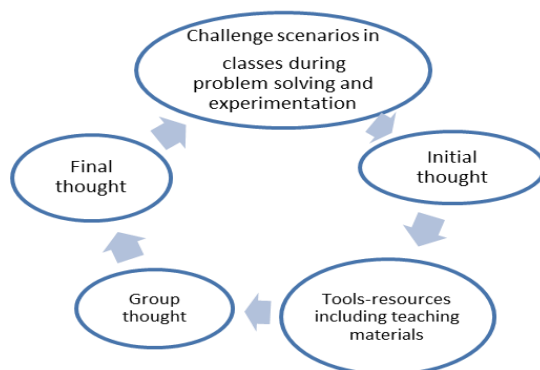 Challenge scenarios in
classes during
problem solving and
experimentation
Initial
thought
Tools-resources
including teaching
materials
Group
thought
Final
thought